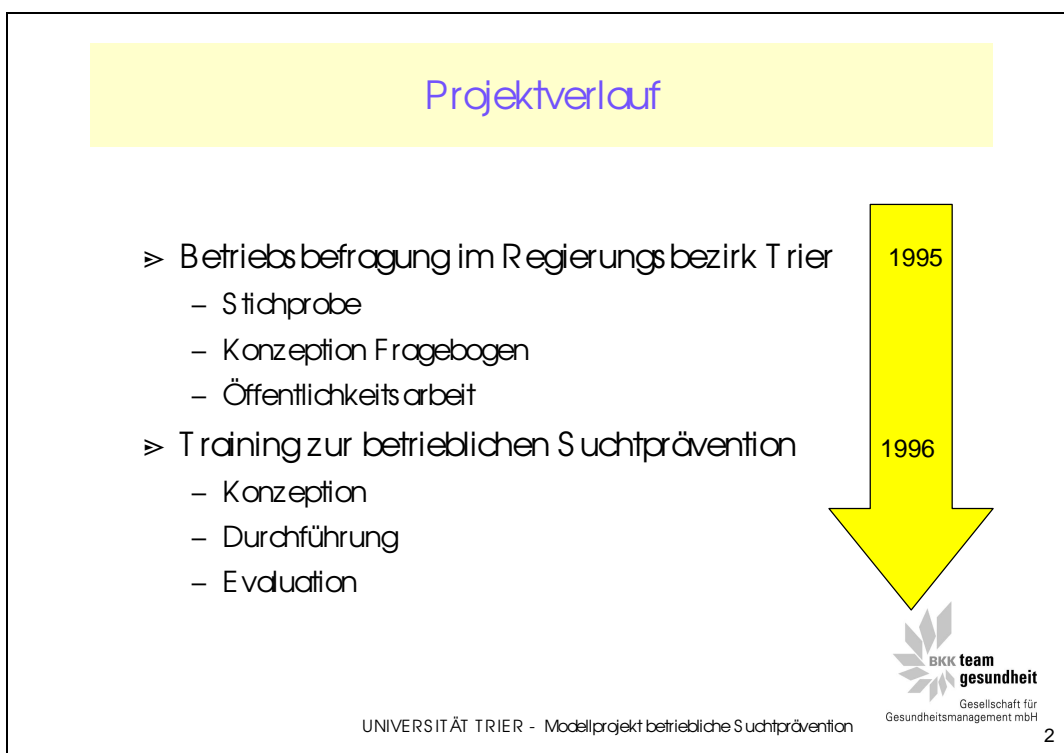 Projektverlauf
➢ Betriebsbefragung im Regierungsbezirk Trier
1995
– Stichprobe
– Konzeption Fragebogen
– Öffentlichkeitsarbeit
➢ Training zur betrieblichen Suchtprävention
1996
– Konzeption
– Durchführung
– Evaluation
BKK team
gesundheit
Gesellschaft für
Gesundheitsmanagement mbH
UNIVERSITÄT TRIER - Modellprojekt betriebliche Suchtprävention
2